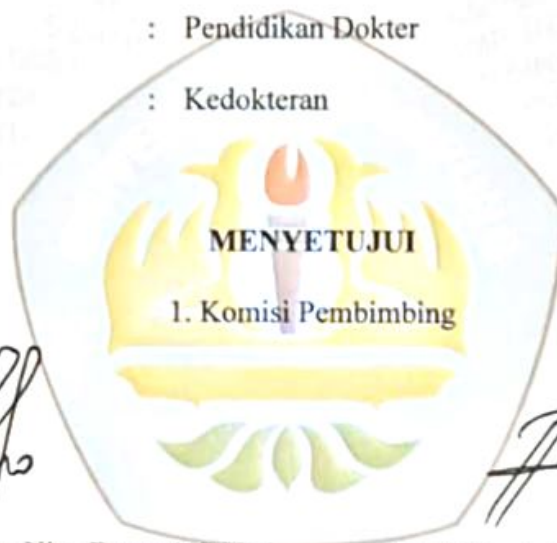 : Pendidikan Dokter
: Kedokteran
MENYETUJUI
1. Komisi Pembimbing